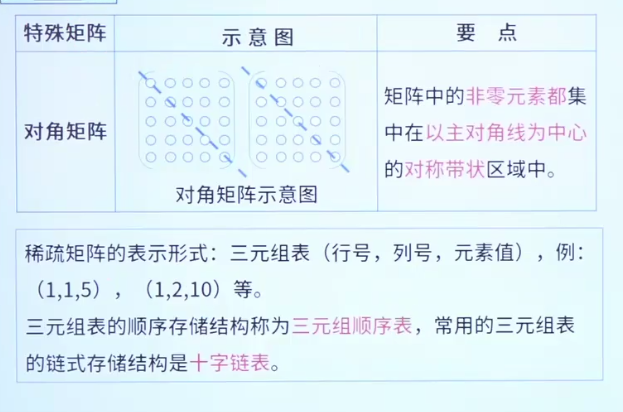 特殊矩阵
示意图
要 点
对角矩阵
对角矩阵示意图
矩阵中的非零元素都集
中在以主对角线为中心
的对称带状区域中。
稀疏矩阵的表示形式：三元组表（行号，列号，元素值），例：
（1,1,5），（1,2,10）等。
三元组表的顺序存储结构称为三元组顺序表，常用的三元组表
的链式存储结构是十字链表。